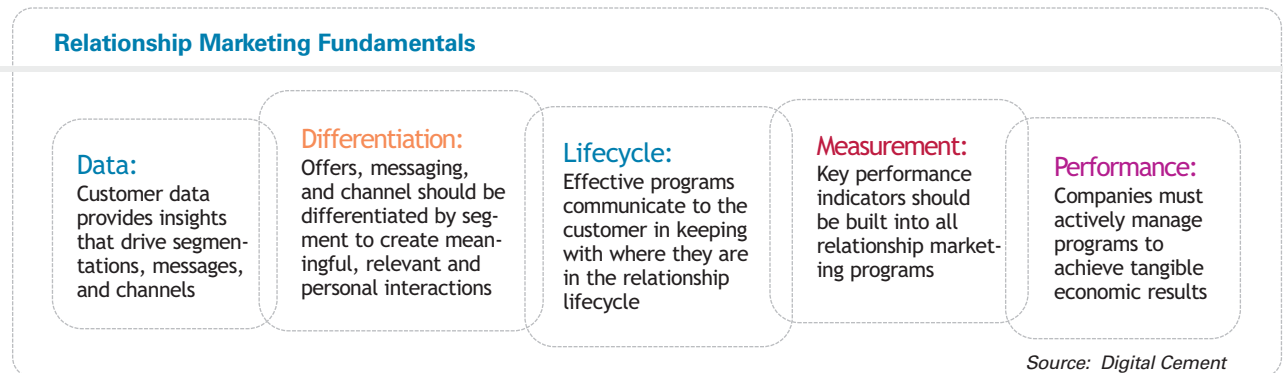 Relationship Marketing Fundamentals
Data:
Customer data
provides insights
that drive segmen-
tations, messages,
and channels
Differentiation:
Offers, messaging,
and channel should be
differentiated by seg-
ment to create mean-
ingful, relevant and
personal interactions
Lifecycle:
Effective programs
communicate to the
customer in keeping
with where they are
in the relationship
lifecycle
Measurement:
Key performance
indicators should
be built into all
relationship market-
ing programs
Performance:
Companies must
actively manage
programs to
achieve tangible
economic results
Source: Digital Cement